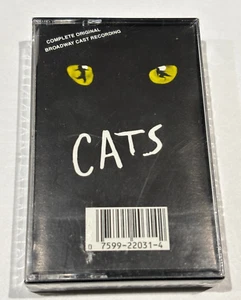 COMPLETE ORIGINAL
BROADWAY CAST RECORDING
CATS
0 7599-22031-4